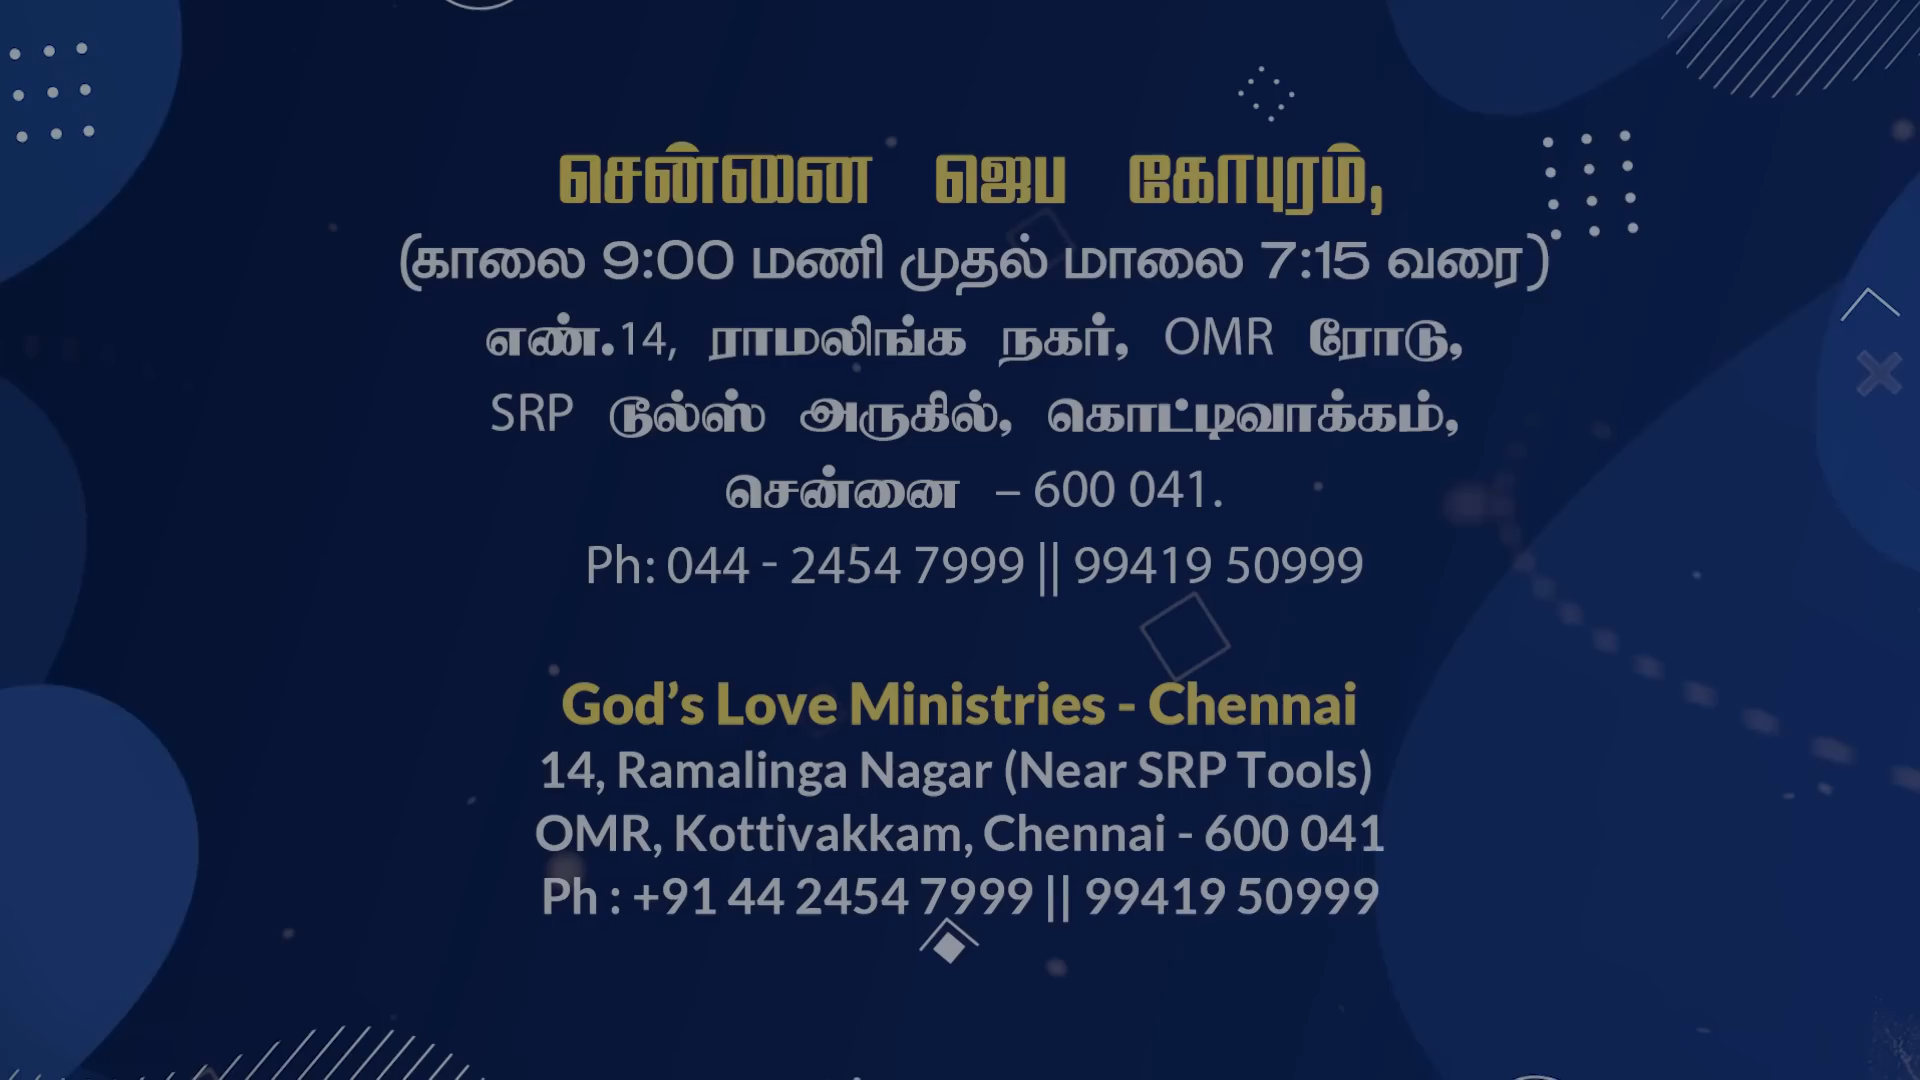 சென்னை ஜெப கோபுரம்,
(காலை 9:00 மணி முதல் மாலை 7:15 வரை)
எண்.14, ராமலிங்க நகர், OMR ரோடு,
SRP டூல்ஸ் அருகில், கொட்டிவாக்கம்,
சென்னை – 600 041.
Ph: 044 - 2454 7999 || 99419 50999
God’s Love Ministries - Chennai
14, Ramalinga Nagar (Near SRP Tools)
OMR, Kottivakkam, Chennai - 600 041
Ph : +91 44 2454 7999 || 99419 50999